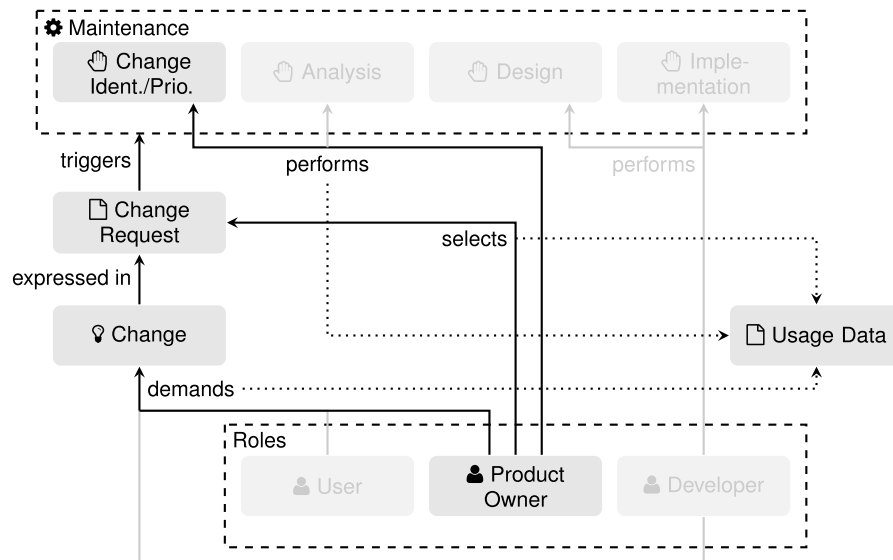 Maintenance
Change
Ident./Prio.
Analysis
Design
Imple-
mentation
triggers
performs
performs
Change
Request
selects
expressed in
Change
Usage Data
demands
Roles
User
Product
Owner
Developer